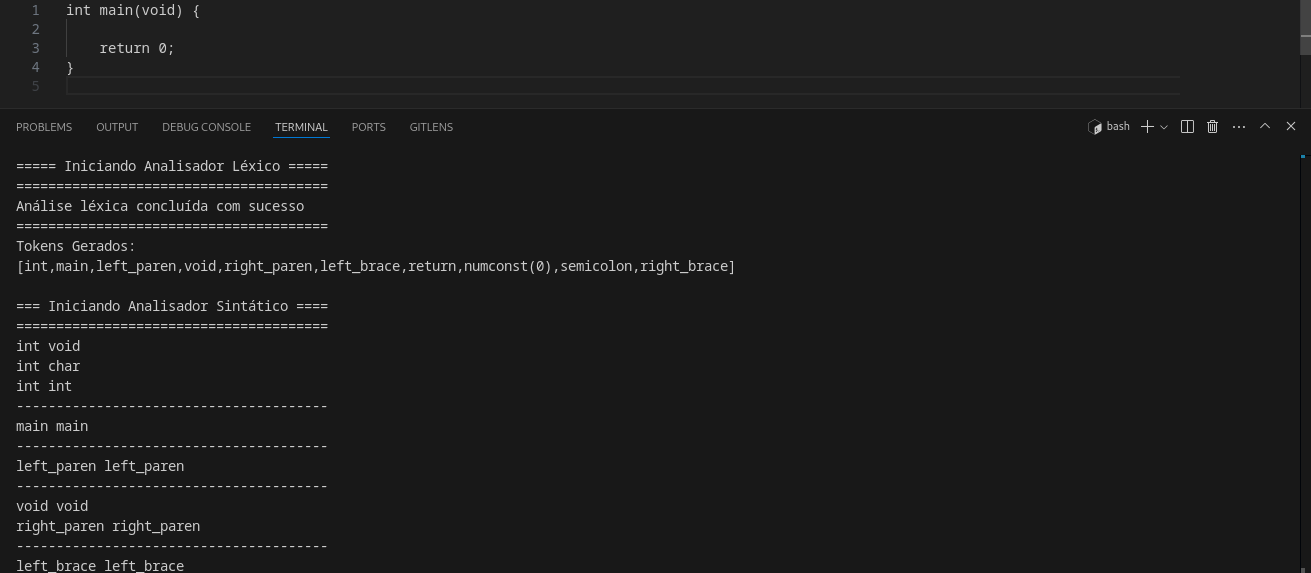 1 int main(void) {
2
3     return 0;
4 }
5
PROBLEMS OUTPUT DEBUG CONSOLE TERMINAL PORTS GITLENS bash
===== Iniciando Analisador Léxico =====
=======================================
Análise léxica concluída com sucesso
=======================================
Tokens Gerados:
[int,main,left_paren,void,right_paren,left_brace,return,numconst(0),semicolon,right_brace]
=== Iniciando Analisador Sintático ====
=======================================
int void
int char
int int
---------------------------------------
main main
---------------------------------------
left_paren left_paren
---------------------------------------
void void
right_paren right_paren
---------------------------------------
left_brace left_brace